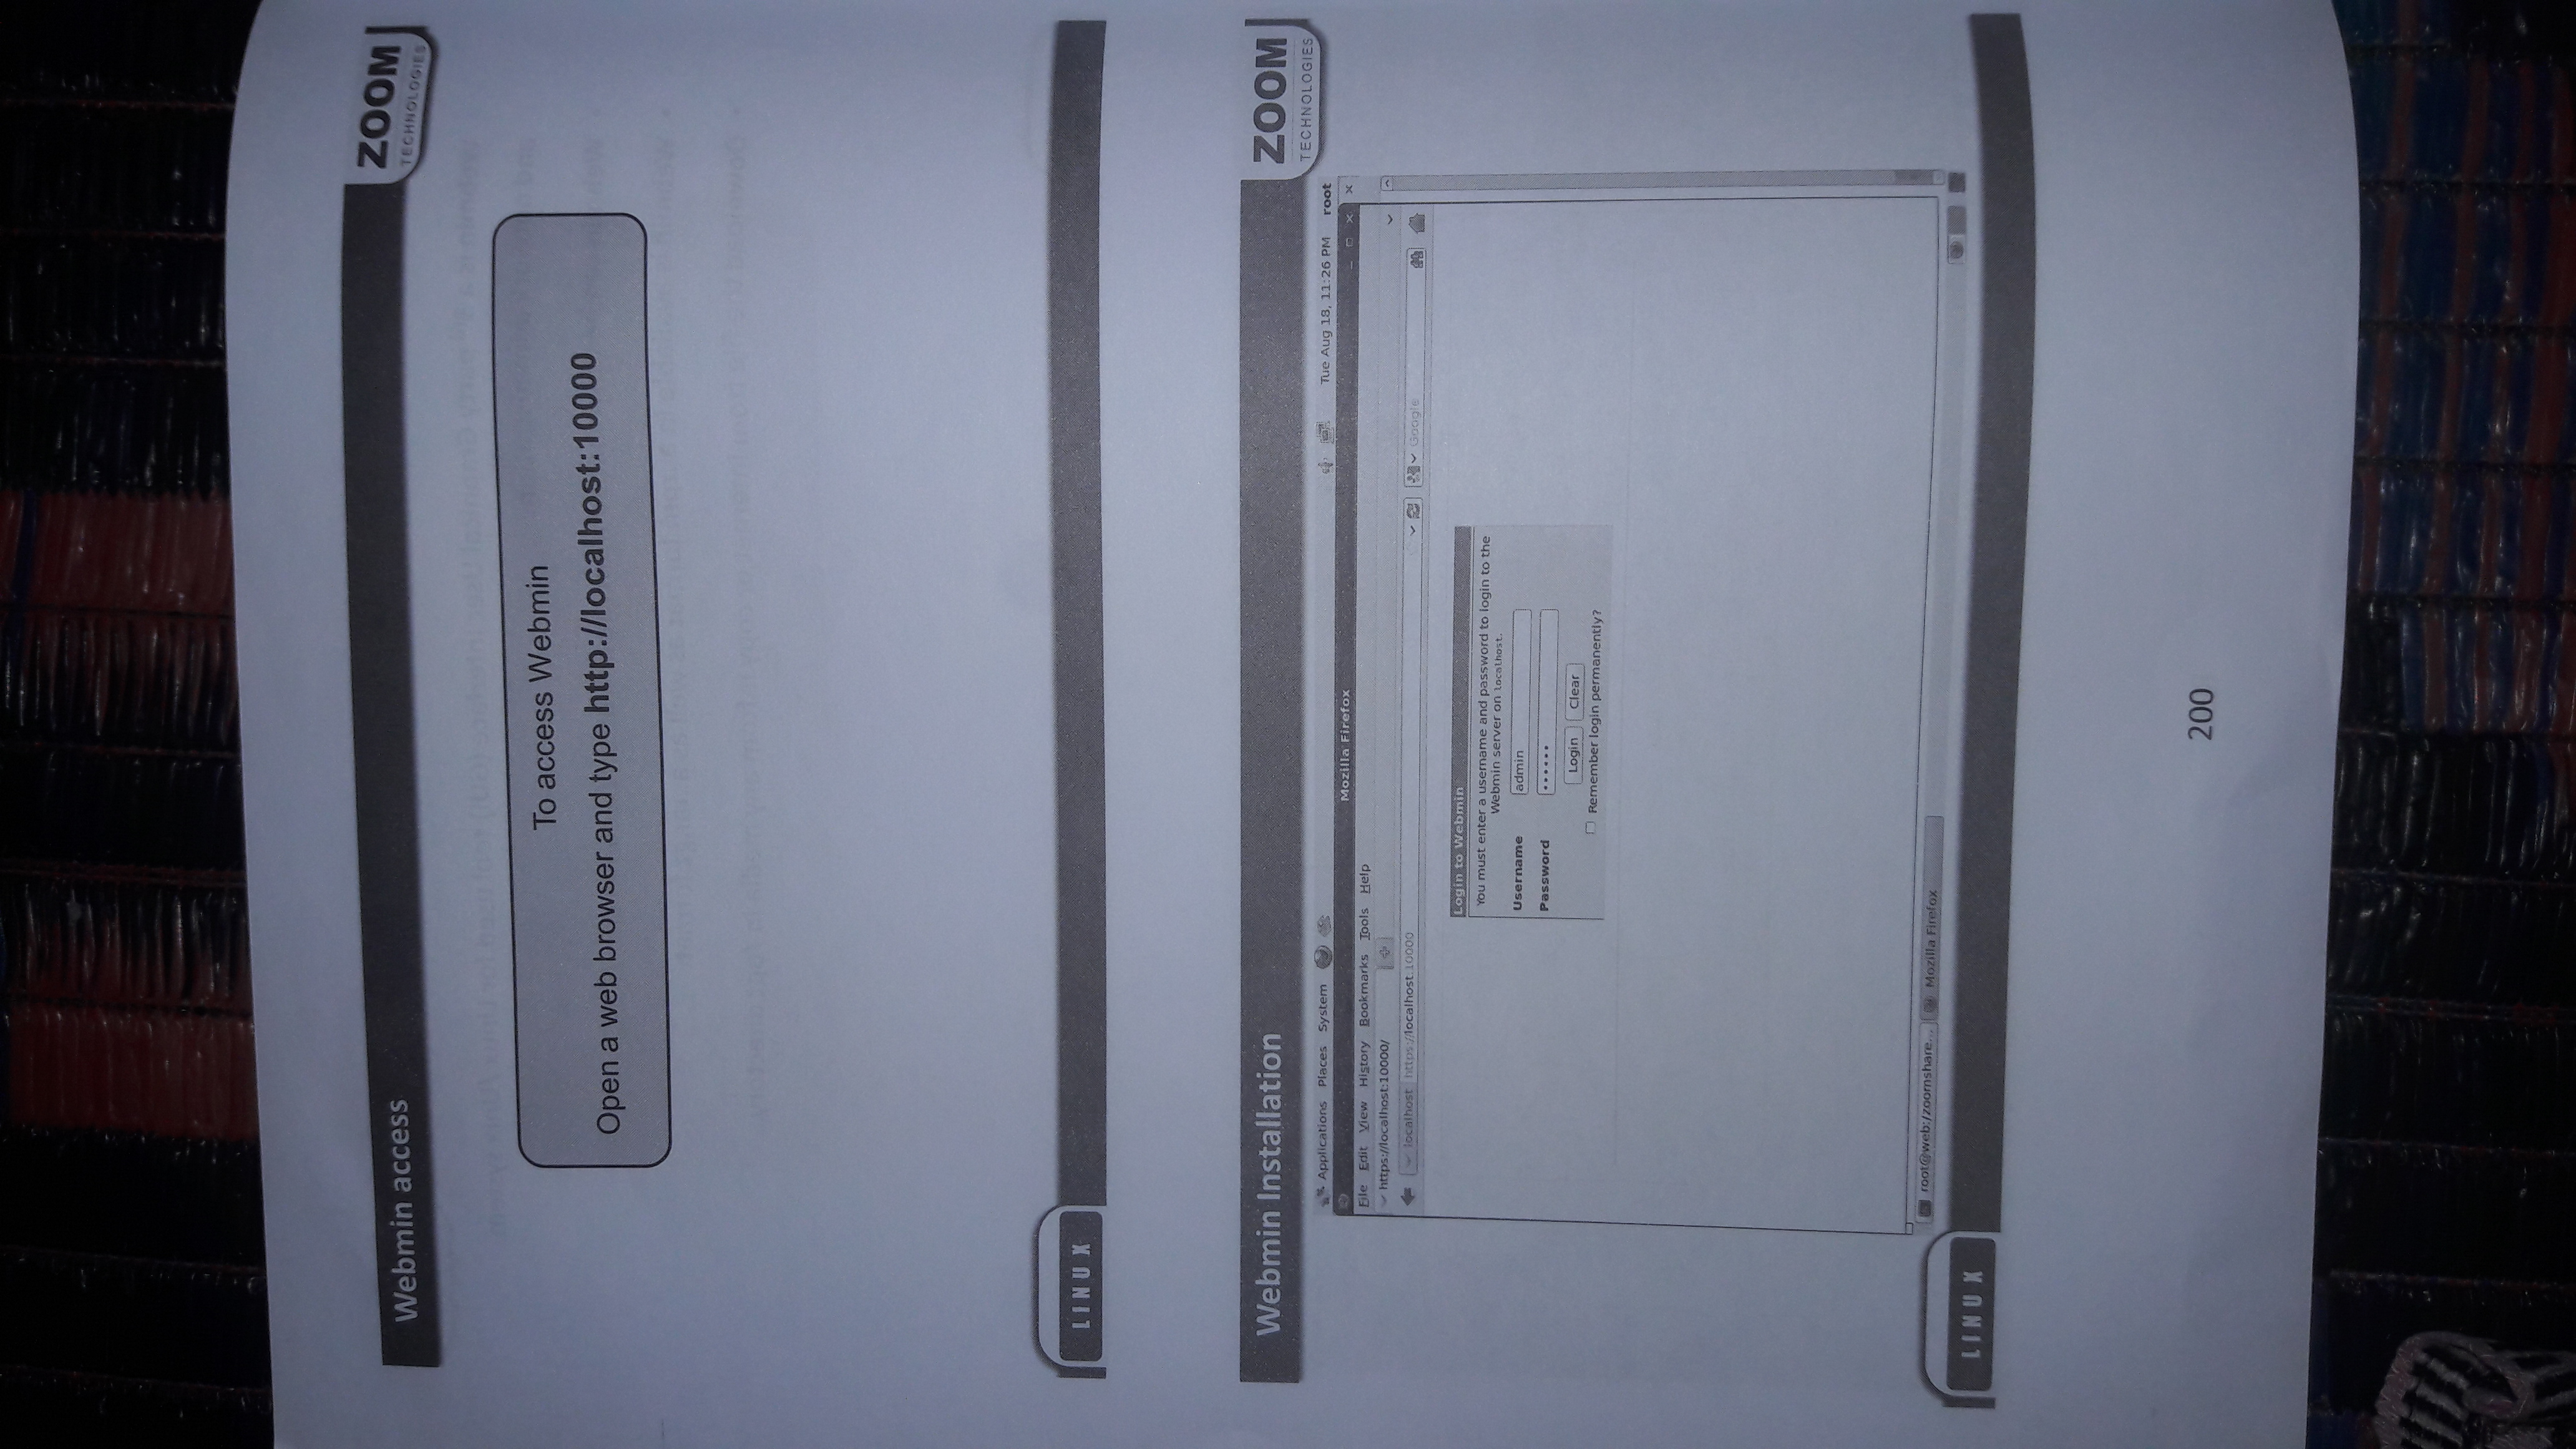 Webmin access
ZOOM
TECHNOLOGIES
To access Webmin
Open a web browser and type http://localhost:10000
LINUX
Webmin Installation
ZOOM
TECHNOLOGIES
Applications Places System
Tue Aug 18, 11:26 PM root
Mozilla Firefox
File Edit View History Bookmarks Tools Help
https://localhost:10000/
localhost https://localhost:10000
Google
Login to Webmin
You must enter a username and password to login to the
Webmin server on localhost.
Username admin
Password ••••••
Login Clear
Remember login permanently?
root@web:/zoomshare...
Mozilla Firefox
LINUX
200